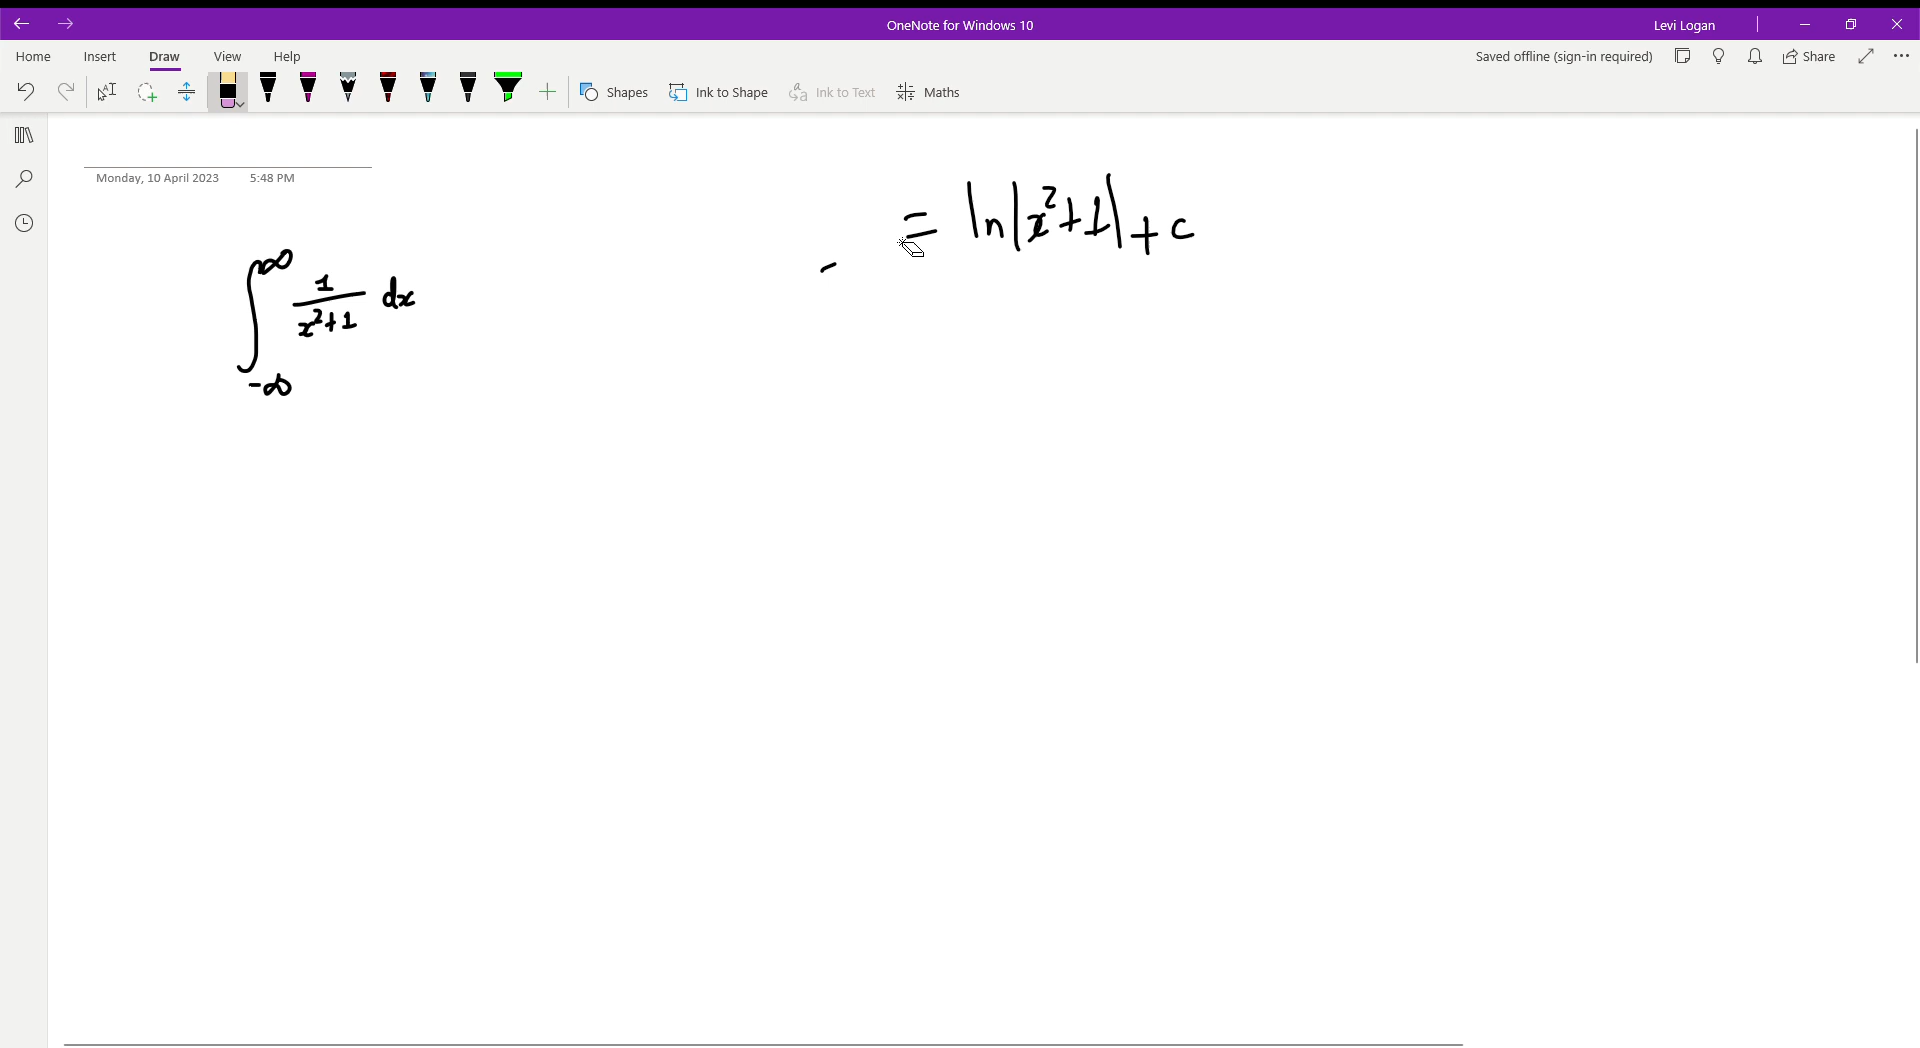 OneNote for Windows 10
Levi Logan
Home Insert Draw View Help
Saved offline (sign-in required) Share
Shapes Ink to Shape Ink to Text Maths
Monday, 10 April 2023 5:48 PM
= ln|x²+1| + c
∫_{-∞}^{∞} 1/(x²+1) dx